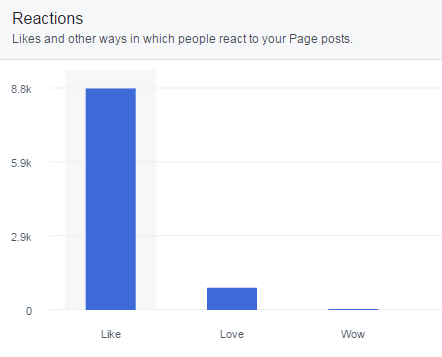 Reactions
Likes and other ways in which people react to your Page posts.
8.8k
5.9k
2.9k
0
Like Love Wow